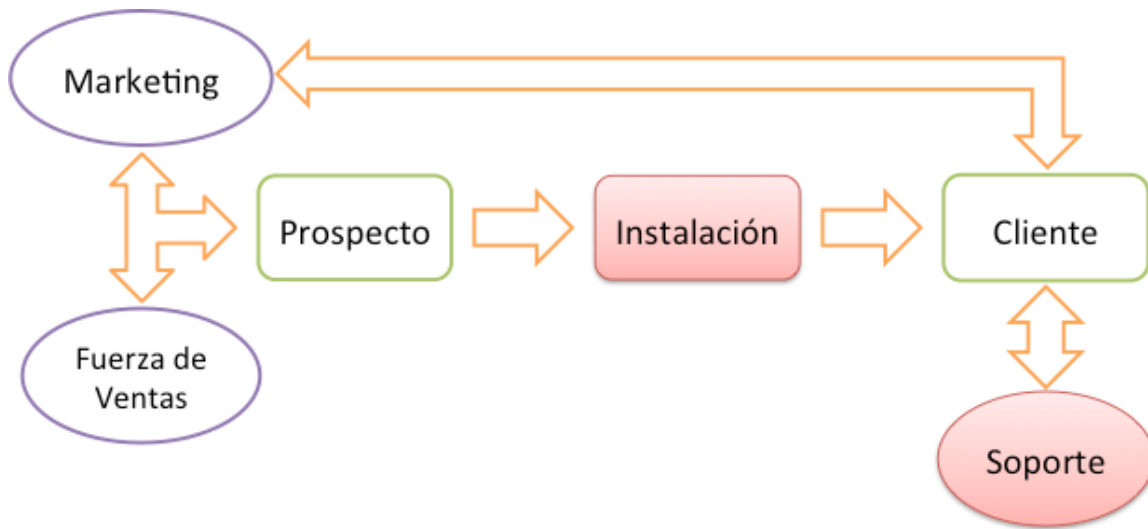 Marketing
Prospecto
Instalación
Cliente
Fuerza de
Ventas
Soporte